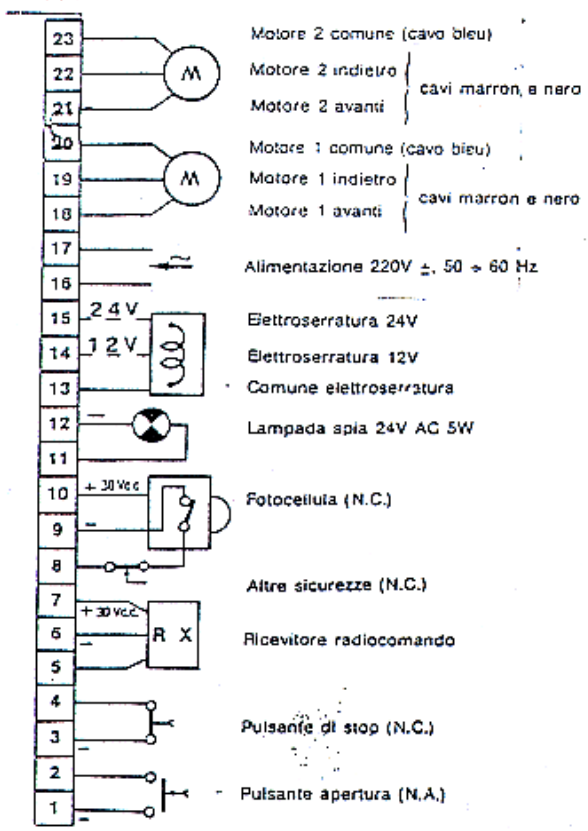 23 Motore 2 comune (cavo bleu)
22 Motore 2 indietro
cavi marron e nero
21 Motore 2 avanti
20 Motore 1 comune (cavo bleu)
19 Motore 1 indietro
cavi marron e nero
18 Motore 1 avanti
17 ~
Alimentazione 220V ±, 50 ÷ 60 Hz
16
15 24V Elettroserratura 24V
14 12V Elettroserratura 12V
13 Comune elettroserratura
12 – Lampada spia 24V AC 5W
11
10 + 30Vcc Fotocellula (N.C.)
9 –
8
Altre sicurezze (N.C.)
7 + 30Vcc
6 – R X Ricevitore radiocomando
5
4
Pulsante di stop (N.C.)
3 –
2
Pulsante apertura (N.A.)
1 –